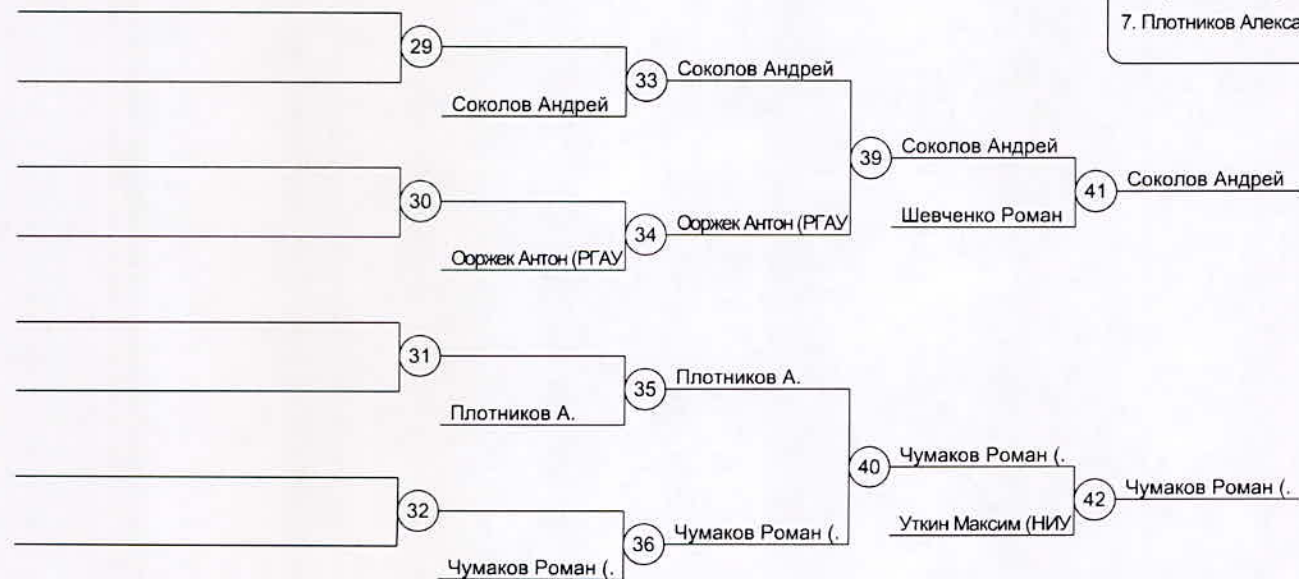 7. Плотников Алекса
29
33
Соколов Андрей
Соколов Андрей
39
Соколов Андрей
41
Соколов Андрей
30
34
Ооржек Антон (РГАУ
Шевченко Роман
Ооржек Антон (РГАУ
31
35
Плотников А.
Плотников А.
40
Чумаков Роман (.
42
Чумаков Роман (.
32
36
Чумаков Роман (.
Уткин Максим (НИУ
Чумаков Роман (.